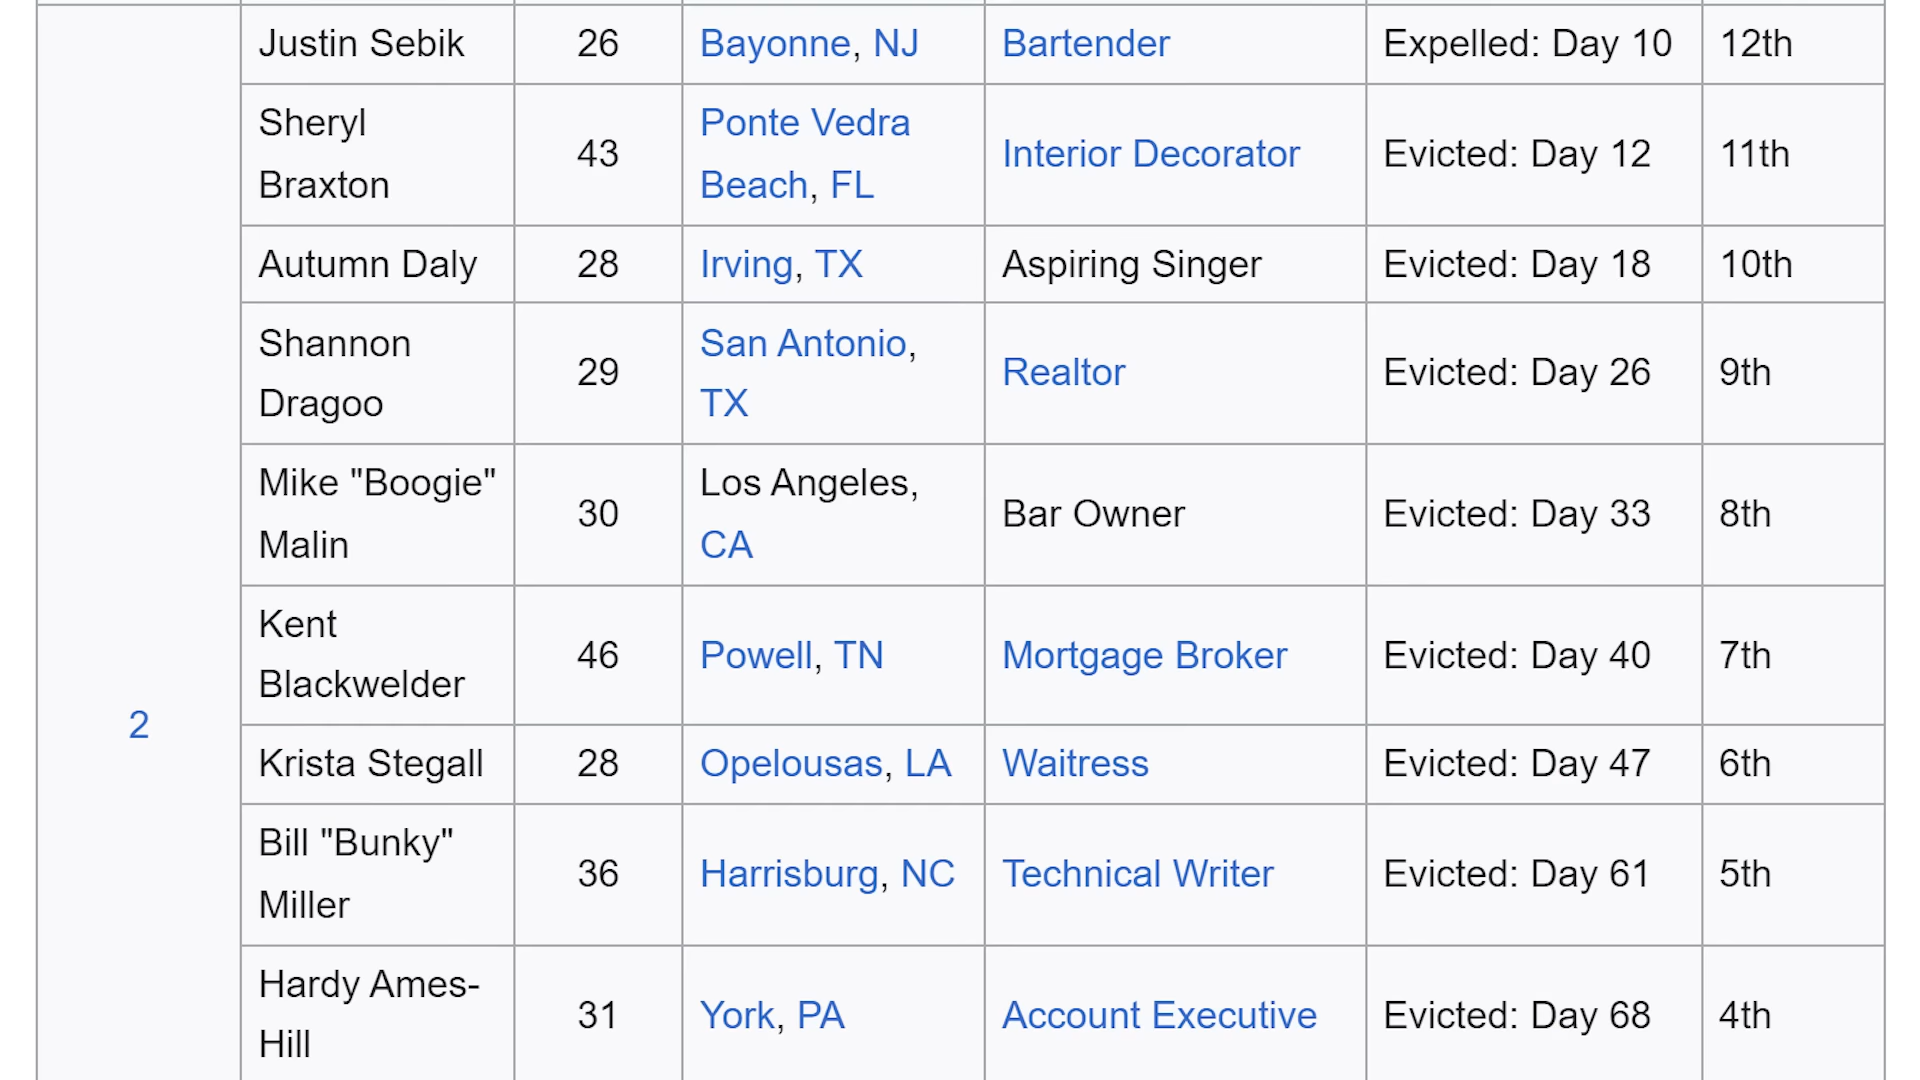 Justin Sebik 26 Bayonne, NJ Bartender Expelled: Day 10 12th
Sheryl
Braxton 43 Ponte Vedra
Beach, FL Interior Decorator Evicted: Day 12 11th
Autumn Daly 28 Irving, TX Aspiring Singer Evicted: Day 18 10th
Shannon
Dragoo 29 San Antonio,
TX Realtor Evicted: Day 26 9th
Mike "Boogie"
Malin 30 Los Angeles,
CA Bar Owner Evicted: Day 33 8th
Kent
Blackwelder 46 Powell, TN Mortgage Broker Evicted: Day 40 7th
2
Krista Stegall 28 Opelousas, LA Waitress Evicted: Day 47 6th
Bill "Bunky"
Miller 36 Harrisburg, NC Technical Writer Evicted: Day 61 5th
Hardy Ames-
Hill 31 York, PA Account Executive Evicted: Day 68 4th